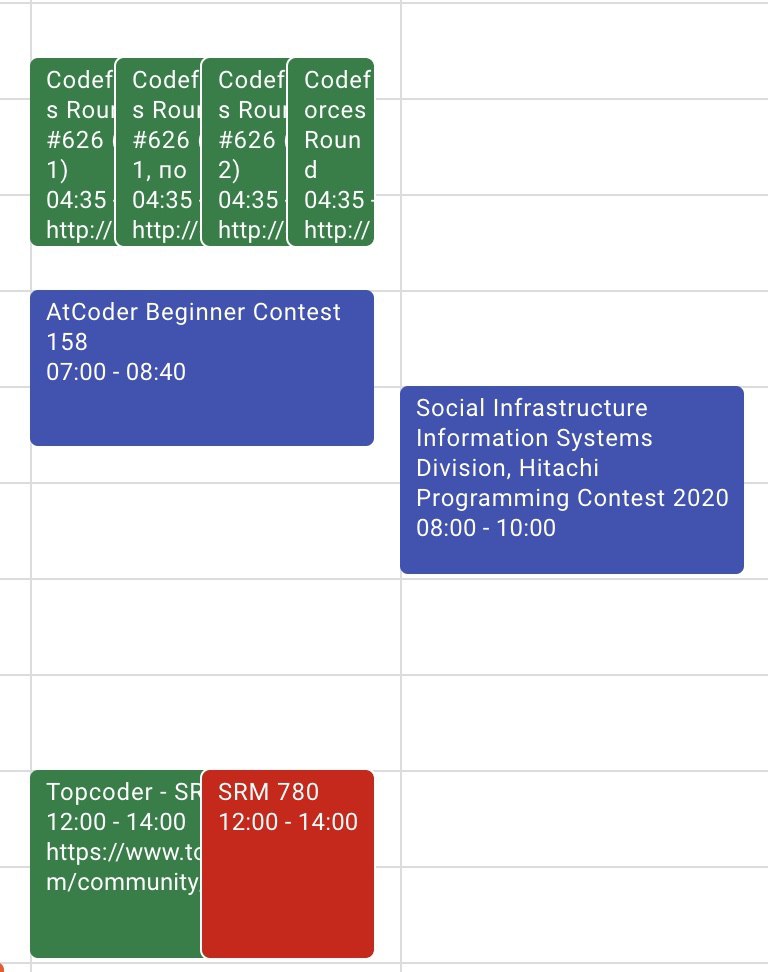 Codef
s Rour
#626 (
1)
04:35 -
http://
Codef
s Rour
#626 (
1, по
04:35 -
http://
Codef
s Rour
#626 (
2)
04:35 -
http://
Codef
orces
Roun
d
04:35 -
http://
AtCoder Beginner Contest
158
07:00 - 08:40
Social Infrastructure
Information Systems
Division, Hitachi
Programming Contest 2020
08:00 - 10:00
Topcoder - SR
12:00 - 14:00
https://www.to
m/community/
SRM 780
12:00 - 14:00